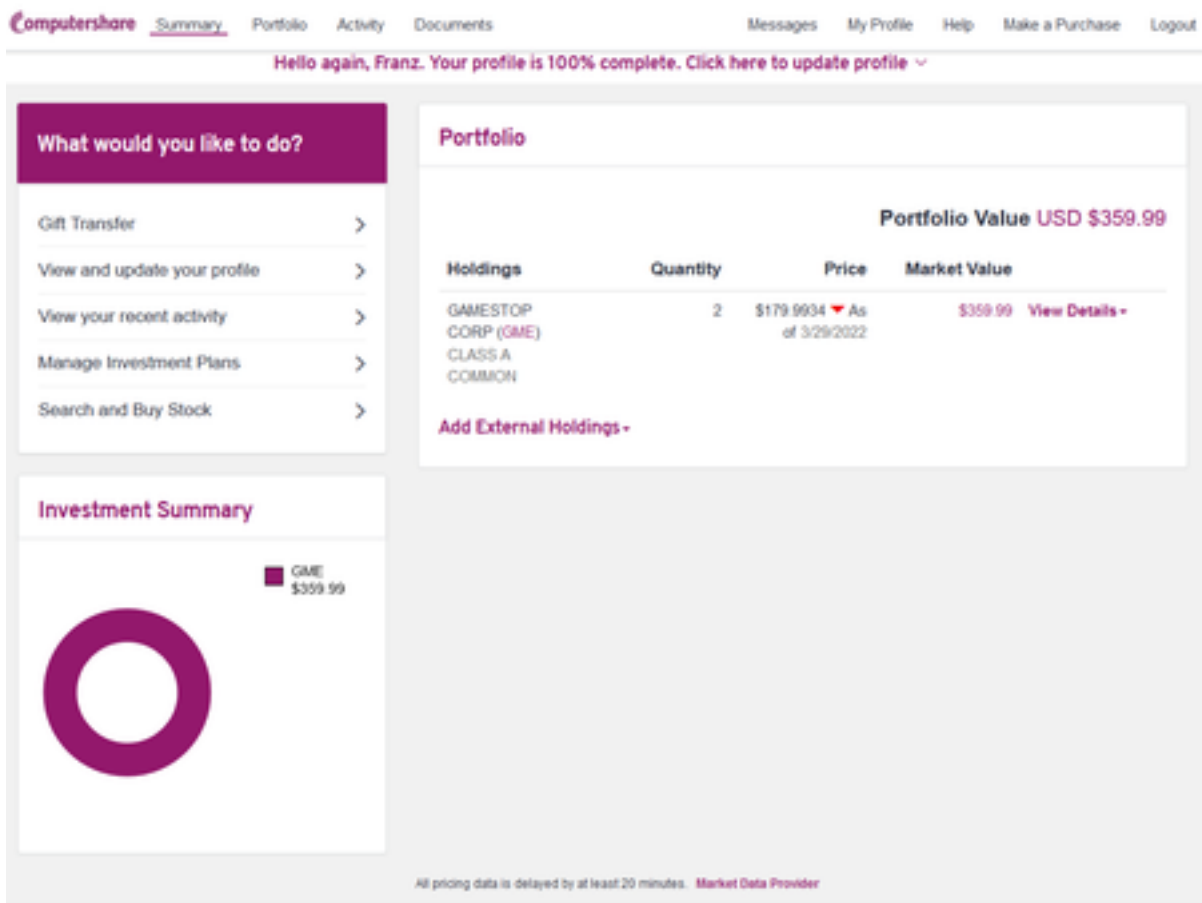 Computershare Summary Portfolio Activity Documents Messages My Profile Help Make a Purchase Logout
Hello again, Franz. Your profile is 100% complete. Click here to update profile
What would you like to do?
Gift Transfer
View and update your profile
View your recent activity
Manage Investment Plans
Search and Buy Stock
Portfolio
Portfolio Value USD $359.99
Holdings Quantity Price Market Value
GAMESTOP 2 $179.9934 As $359.99 View Details
CORP (GME) of 3/29/2022
CLASS A
COMMON
Add External Holdings
Investment Summary
GME
$359.99
All pricing data is delayed by at least 20 minutes. Market Data Provider